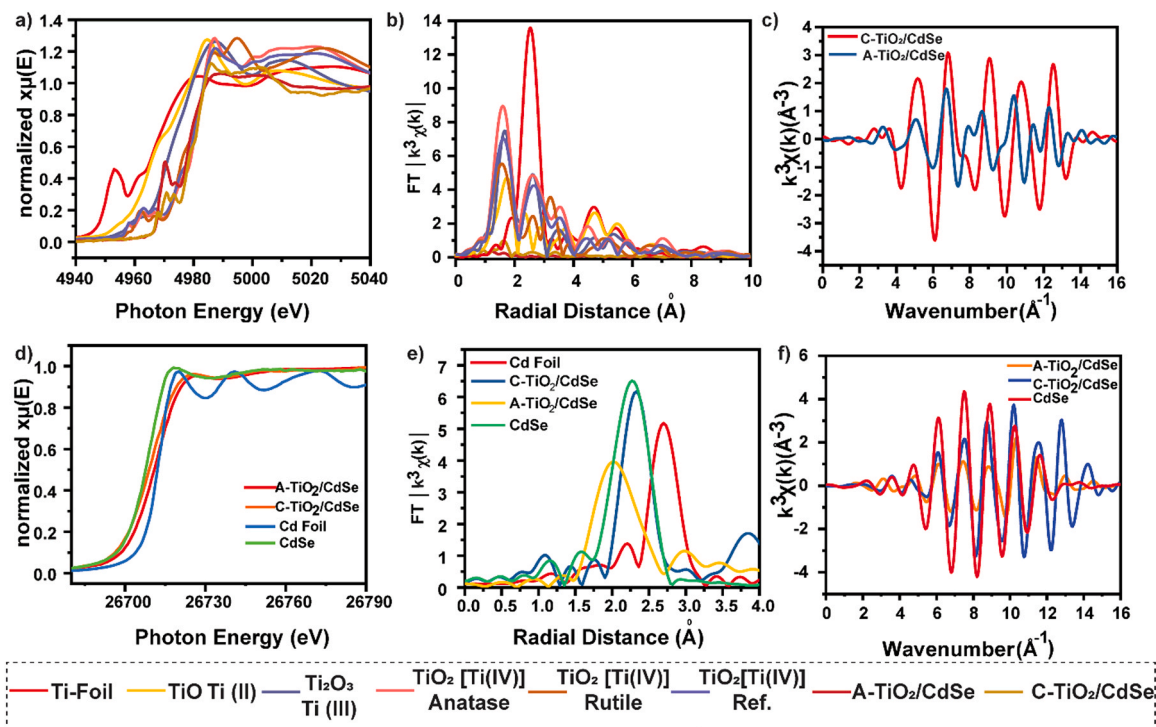 a)
normalized xμ(E)
1.4
1.2
1.0
0.8
0.6
0.4
0.2
0.0
4940 4960 4980 5000 5020 5040
Photon Energy (eV)
b)
FT | k³χ(k)|
14
12
10
8
6
4
2
0
0 2 4 6 8 10
Radial Distance (Å)
c)
C-TiO₂/CdSe
A-TiO₂/CdSe
k³χ(k)(Å⁻³)
4
3
2
1
0
-1
-2
-3
-4
0 2 4 6 8 10 12 14 16
Wavenumber(Å⁻¹)
d)
normalized xμ(E)
1.0
0.8
0.6
0.4
0.2
0.0
A-TiO₂/CdSe
C-TiO₂/CdSe
Cd Foil
CdSe
26700 26730 26760 26790
Photon Energy (eV)
e)
FT | k³χ(k)|
7
6
5
4
3
2
1
0
Cd Foil
C-TiO₂/CdSe
A-TiO₂/CdSe
CdSe
0.0 0.5 1.0 1.5 2.0 2.5 3.0 3.5 4.0
Radial Distance (Å)
f)
A-TiO₂/CdSe
C-TiO₂/CdSe
CdSe
k³χ(k)(Å⁻³)
4
2
0
-2
-4
0 2 4 6 8 10 12 14 16
Wavenumber(Å⁻¹)
Ti-Foil
TiO Ti (II)
Ti₂O₃
Ti (III)
TiO₂ [Ti(IV)]
Anatase
TiO₂ [Ti(IV)]
Rutile
TiO₂[Ti(IV)]
Ref.
A-TiO₂/CdSe
C-TiO₂/CdSe